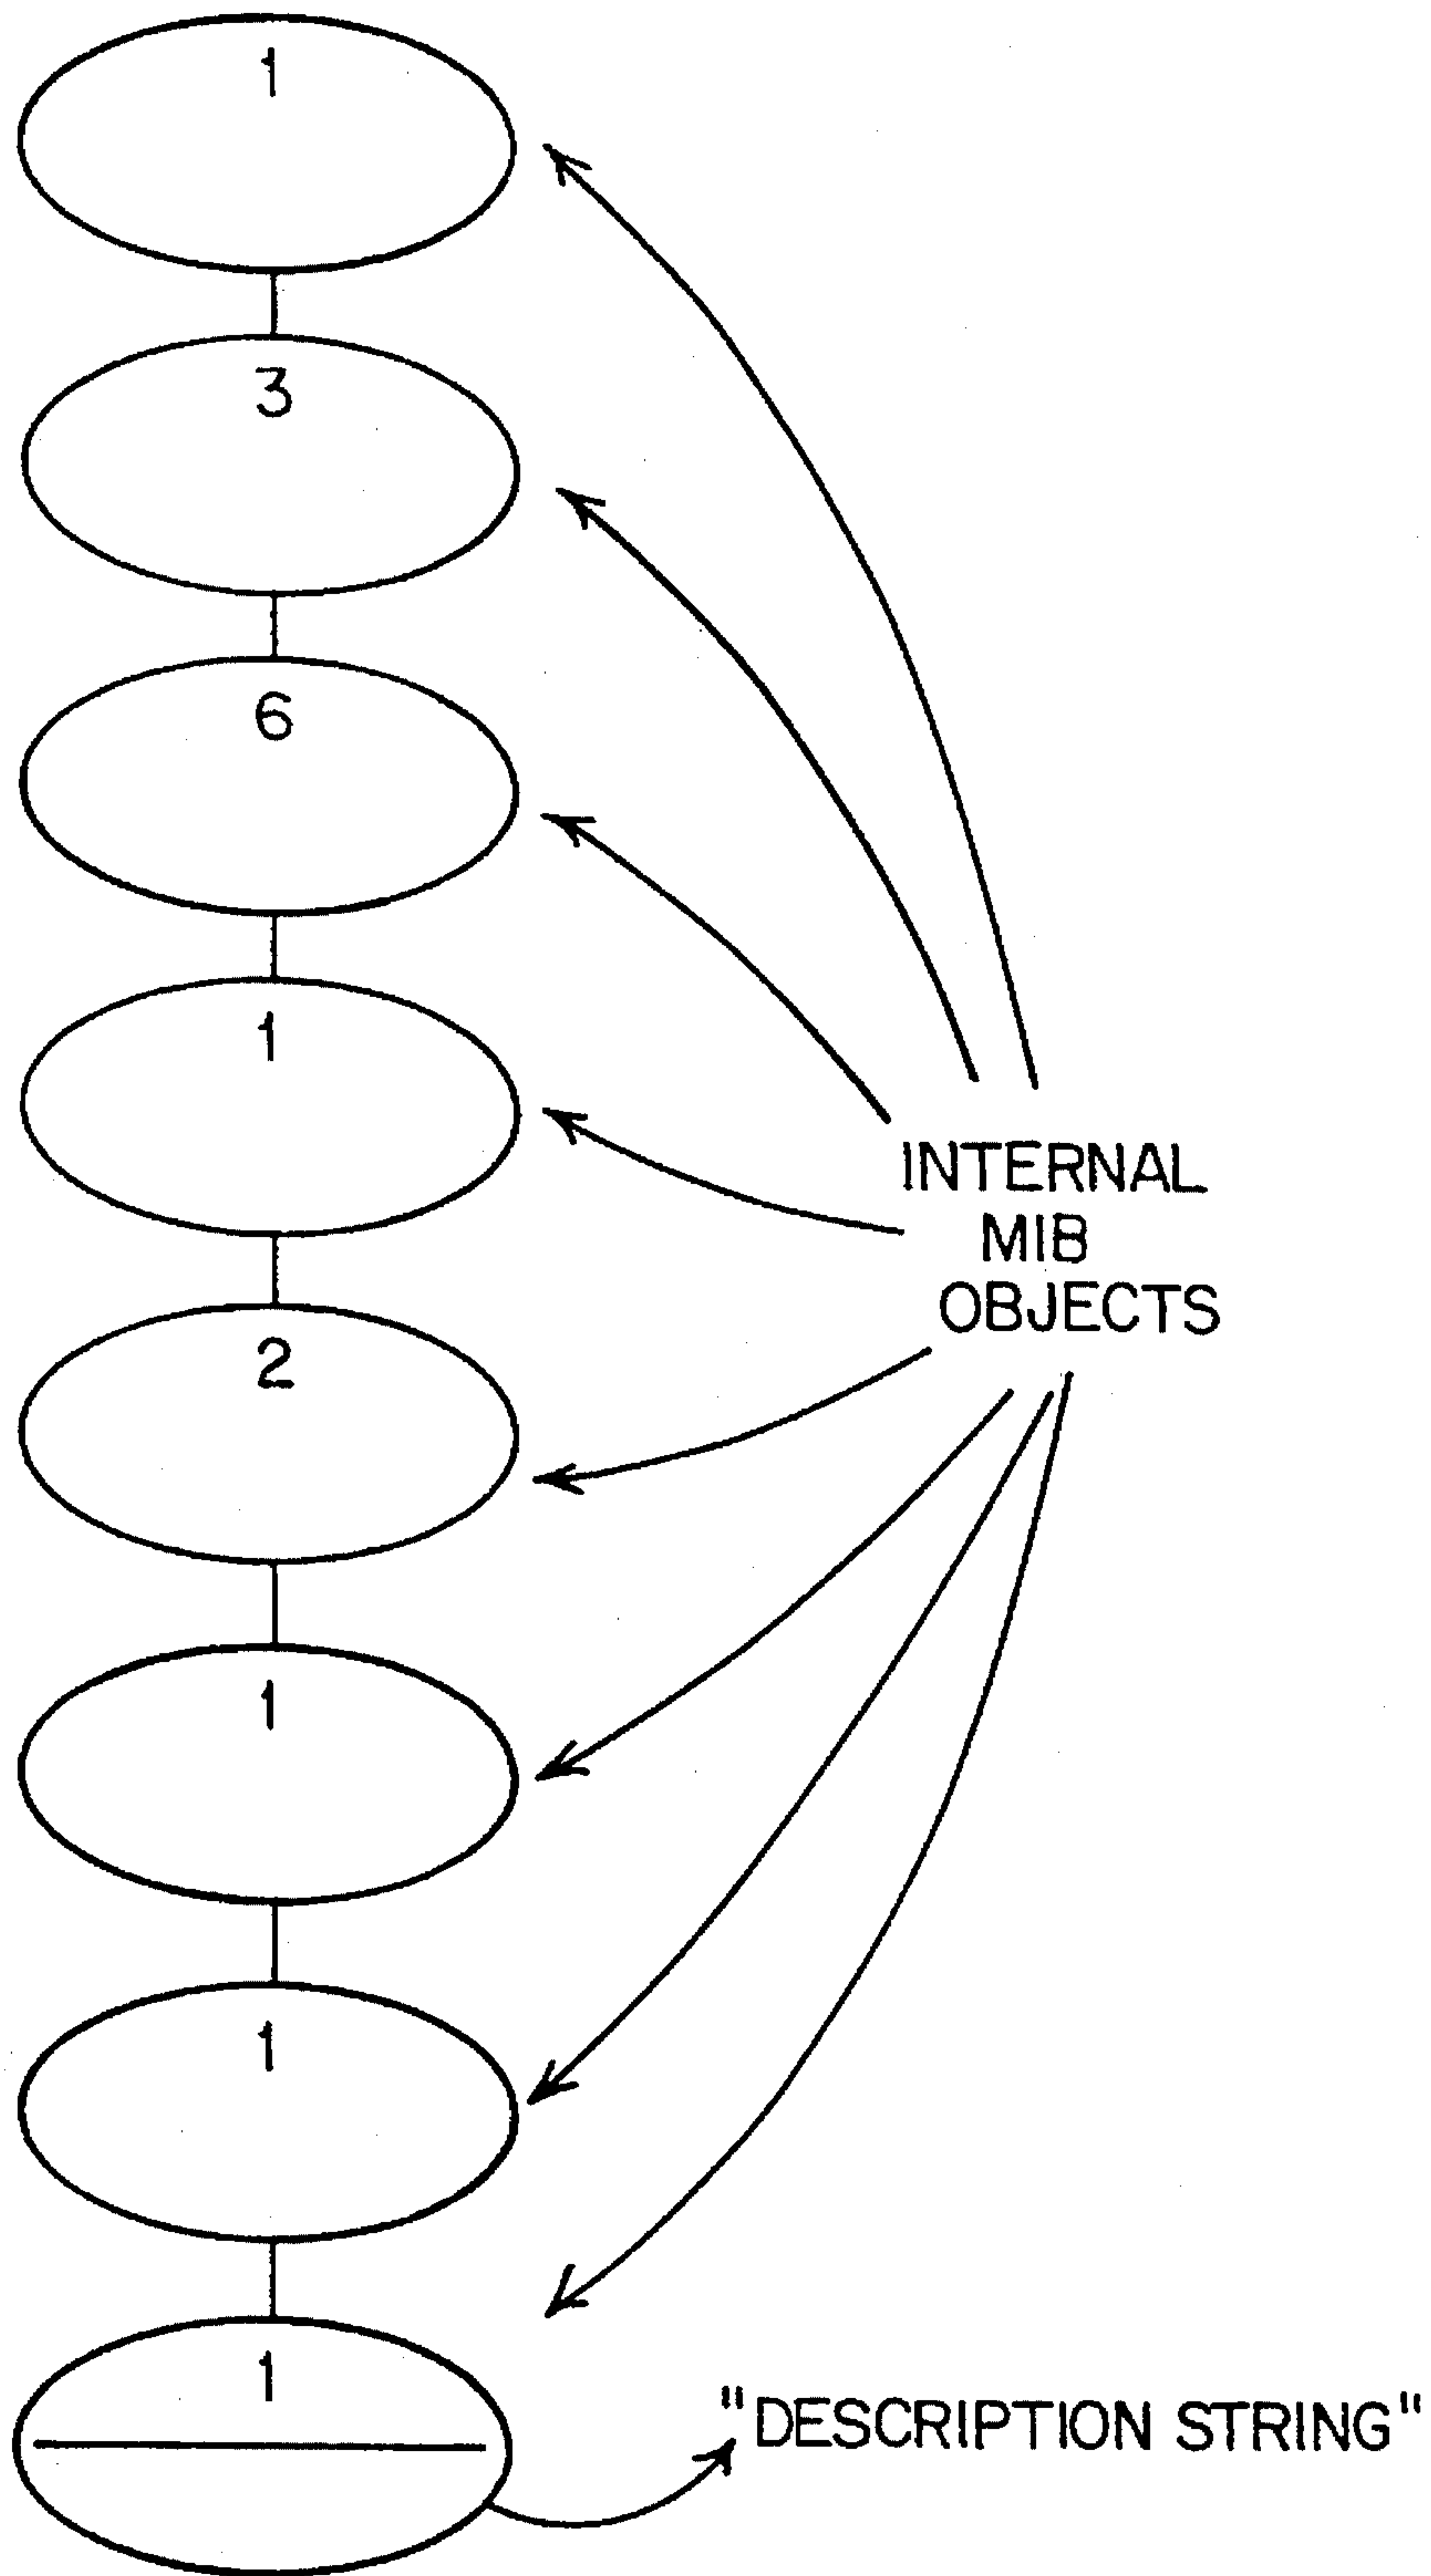 1
3
6
1
INTERNAL
MIB
OBJECTS
2
1
1
1
"DESCRIPTION STRING"